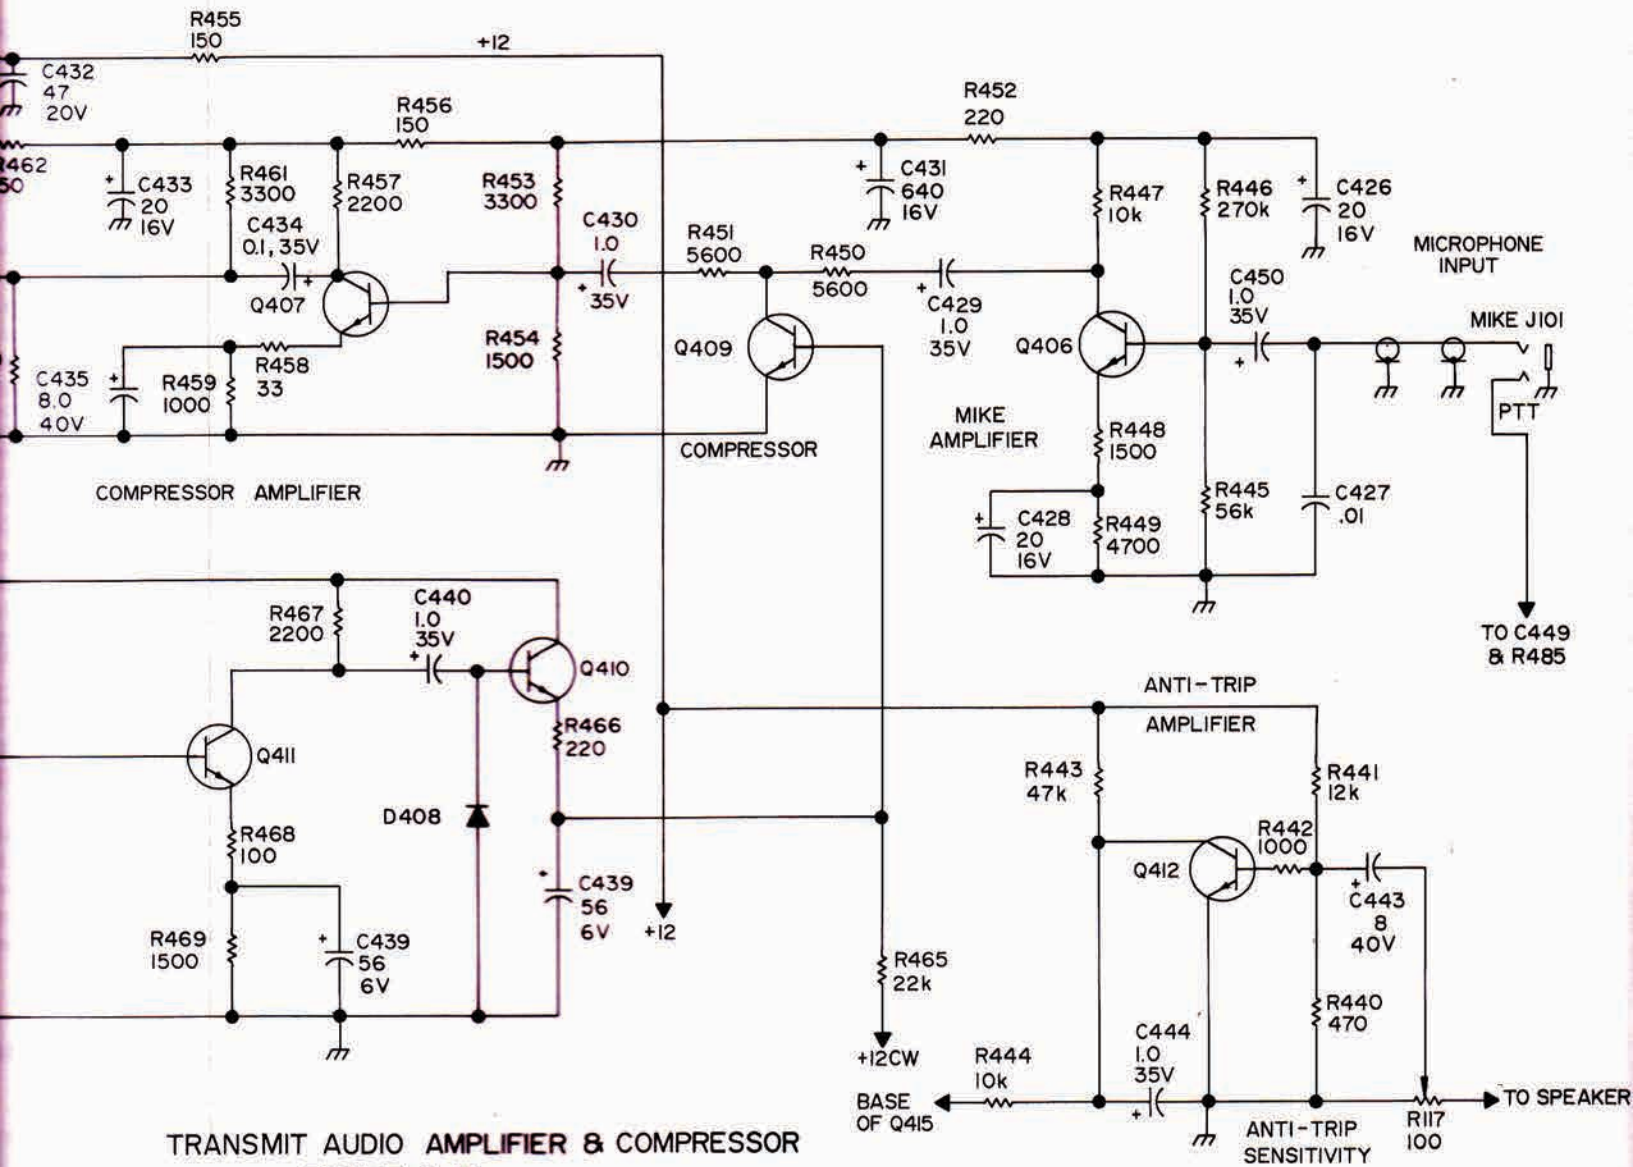 R455
150
+12
C432
47
20V
R456
150
R452
220
R462
50
C433
20
16V
R461
3300
C434
0.1, 35V
R457
2200
R453
3300
C430
1.0
35V
R451
5600
R450
5600
C431
640
16V
C429
1.0
35V
R447
10k
R446
270k
C426
20
16V
MICROPHONE
INPUT
C450
1.0
35V
MIKE J101
Q407
Q409
Q406
R454
1500
R458
33
R459
1000
C435
8.0
40V
PTT
MIKE
AMPLIFIER
COMPRESSOR
R448
1500
R445
56k
C427
.01
COMPRESSOR AMPLIFIER
C428
20
16V
R449
4700
R467
2200
C440
1.0
35V
Q410
TO C449
& R485
ANTI-TRIP
AMPLIFIER
Q411
R466
220
D408
R443
47k
R441
12k
R442
1000
Q412
R468
100
C439
56
6V
+12
C443
8
40V
R469
1500
C439
56
6V
R465
22k
R440
470
+12CW
R444
10k
C444
1.0
35V
BASE
OF Q415
TO SPEAKER
R117
100
ANTI-TRIP
SENSITIVITY
TRANSMIT AUDIO AMPLIFIER & COMPRESSOR